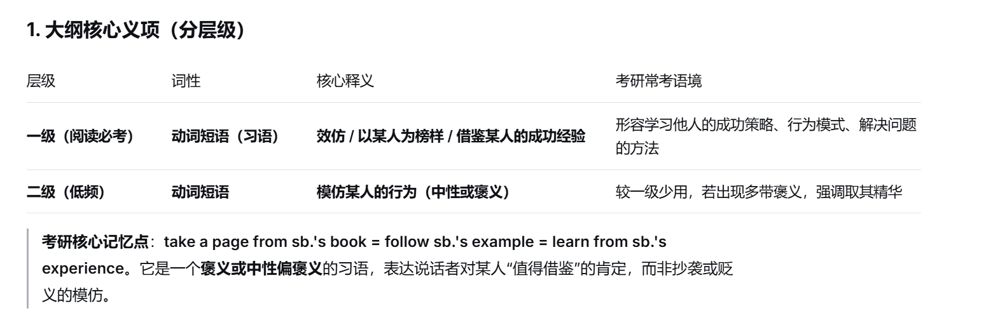 1. 大纲核心义项（分层级）
层级 词性 核心释义 考研常考语境
一级（阅读必考） 动词短语（习语） 效仿 / 以某人为榜样 / 借鉴某人的成功经验 形容学习他人的成功策略、行为模式、解决问题
的方法
二级（低频） 动词短语 模仿某人的行为（中性或褒义） 较一级少用，若出现多带褒义，强调取其精华
考研核心记忆点：take a page from sb.'s book = follow sb.'s example = learn from sb.'s
experience。它是一个褒义或中性偏褒义的习语，表达说话者对某人“值得借鉴”的肯定，而非抄袭或贬
义的模仿。